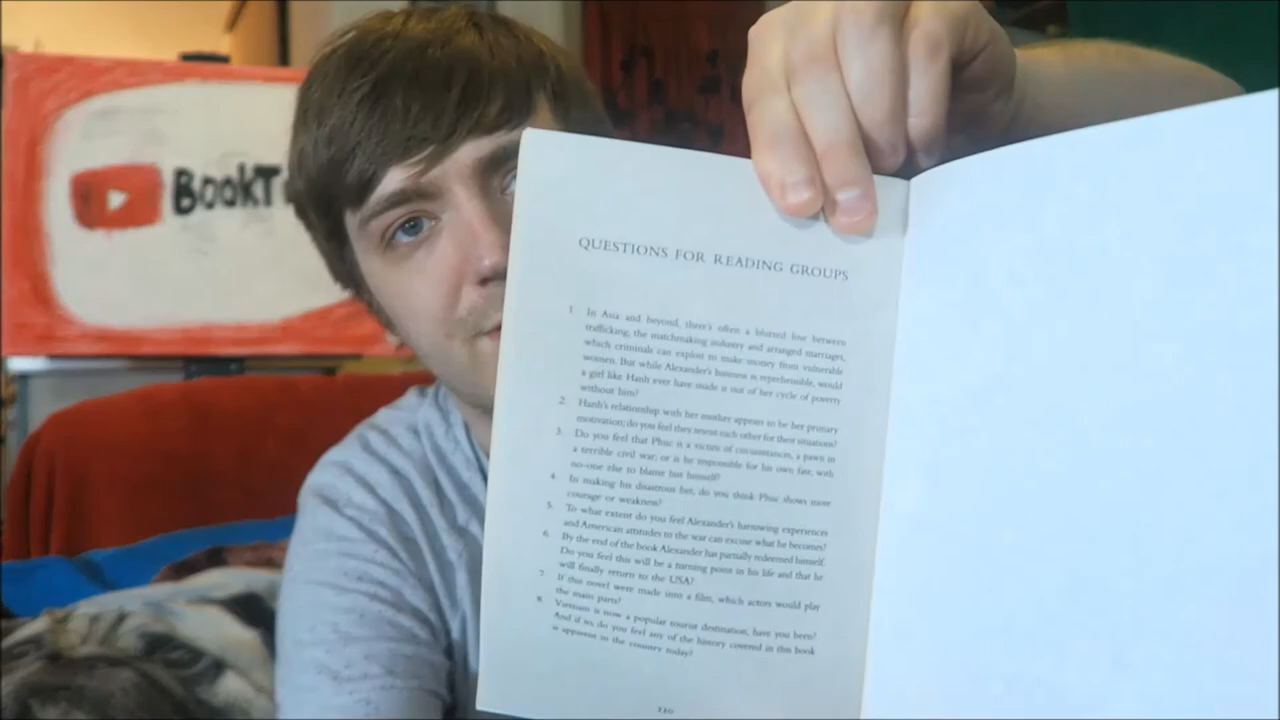 BookT
QUESTIONS FOR READING GROUPS
1. In Asia and beyond, there's often a blurred line between
trafficking, the matchmaking industry and arranged marriages,
which criminals can exploit to make money from vulnerable
women. But while Alexander's business is reprehensible, would
a girl like Hanh ever have made it out of her cycle of poverty
without him?
2. Hanh's relationship with her mother appears to be her primary
motivation; do you feel they resent each other for their situations?
3. Do you feel that Phuc is a victim of circumstances, a pawn in
a terrible civil war; or is he responsible for his own fate, with
no-one else to blame but himself?
4. In making his disastrous bet, do you think Phuc shows more
courage or weakness?
5. To what extent do you feel Alexander's harrowing experiences
and American attitudes to the war can excuse what he becomes?
6. By the end of the book Alexander has partially redeemed himself.
Do you feel this will be a turning point in his life and that he
will finally return to the USA?
7. If this novel were made into a film, which actors would play
the main parts?
8. Vietnam is now a popular tourist destination, have you been?
And if so, do you feel any of the history covered in this book
is apparent in the country today?